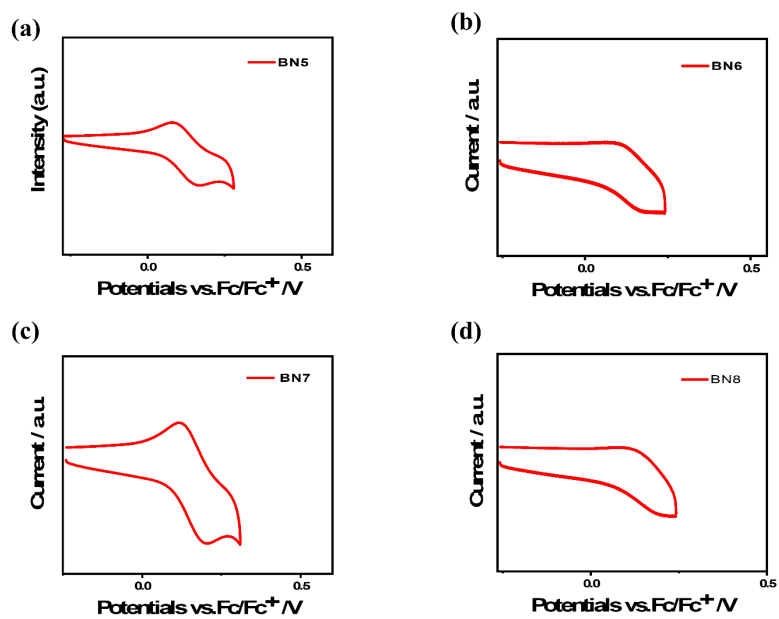 (a)
BN5
Intensity (a.u.)
0.0 0.5
Potentials vs.Fc/Fc⁺ /V
(b)
BN6
Current / a.u.
0.0 0.5
Potentials vs.Fc/Fc⁺ /V
(c)
BN7
Current / a.u.
0.0 0.5
Potentials vs.Fc/Fc⁺ /V
(d)
BN8
Current / a.u.
0.0 0.5
Potentials vs.Fc/Fc⁺ /V